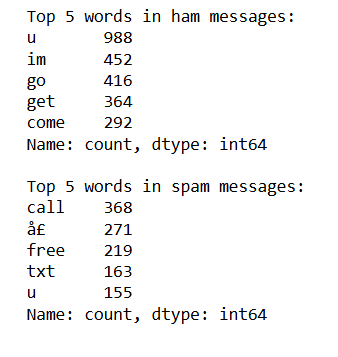 Top 5 words in ham messages:
u       988
im      452
go      416
get     364
come    292
Name: count, dtype: int64

Top 5 words in spam messages:
call    368
å£      271
free    219
txt     163
u       155
Name: count, dtype: int64